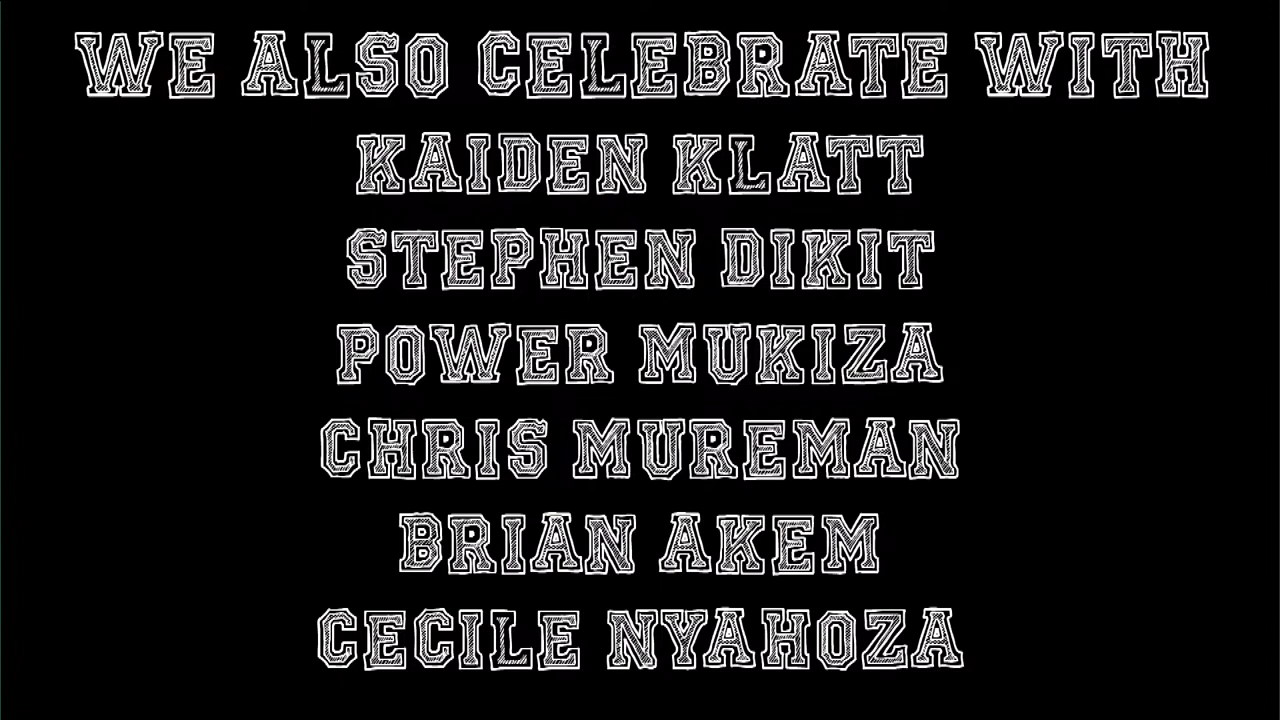 WE ALSO CELEBRATE WITH
KAIDEN KLATT
STEPHEN DIKIT
POWER MUKIZA
CHRIS MUREMAN
BRIAN AKEM
CECILE NYAHOZA